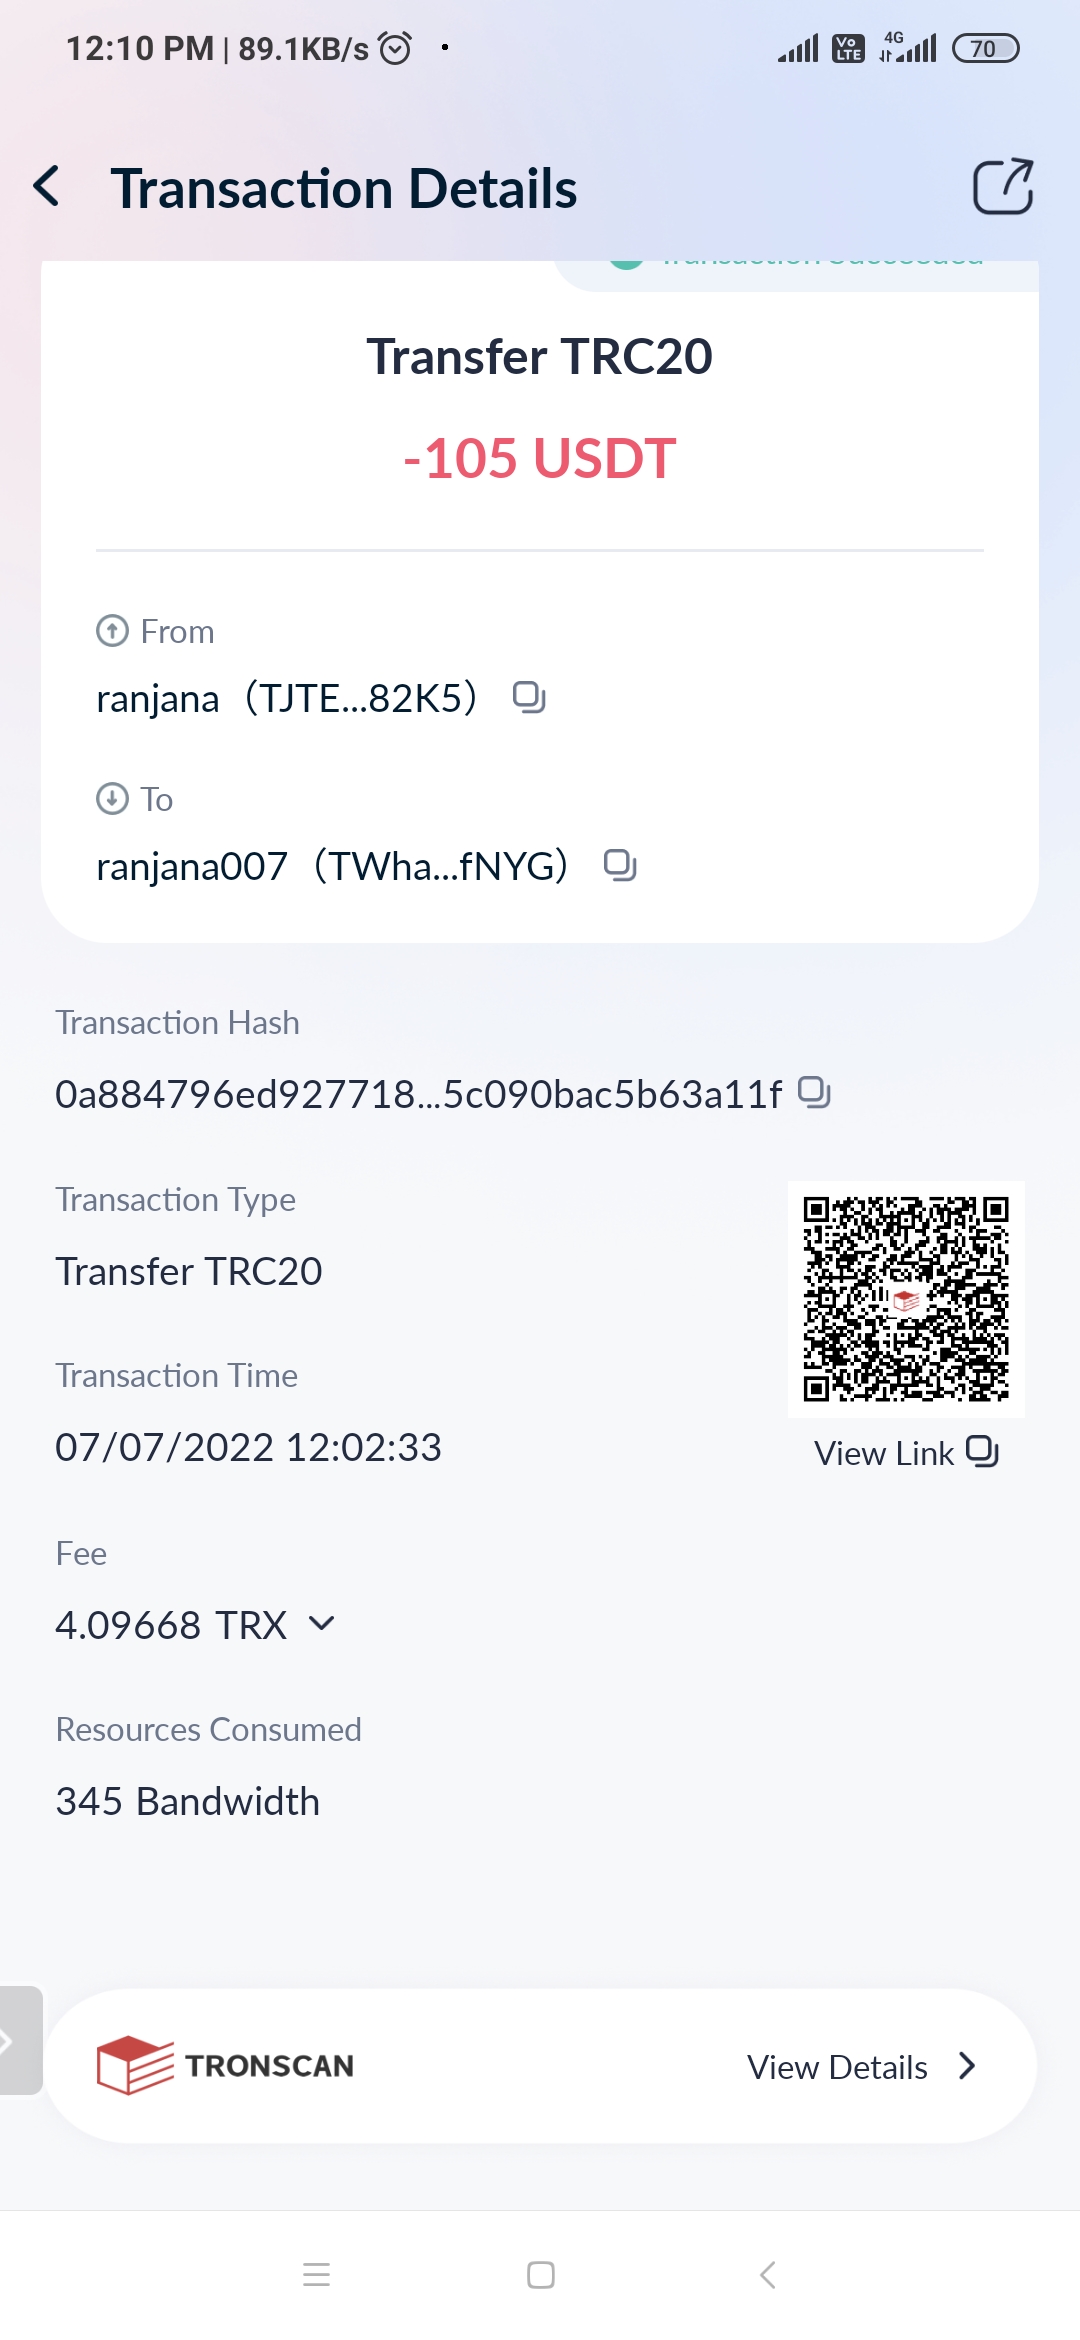 12:10 PM | 89.1KB/s
Vo LTE 4G 70
Transaction Details
Transaction Succeeded
Transfer TRC20
-105 USDT
From
ranjana（TJTE...82K5）
To
ranjana007（TWha...fNYG）
Transaction Hash
0a884796ed927718...5c090bac5b63a11f
Transaction Type
Transfer TRC20
Transaction Time
07/07/2022 12:02:33
View Link
Fee
4.09668 TRX
Resources Consumed
345 Bandwidth
TRONSCAN
View Details